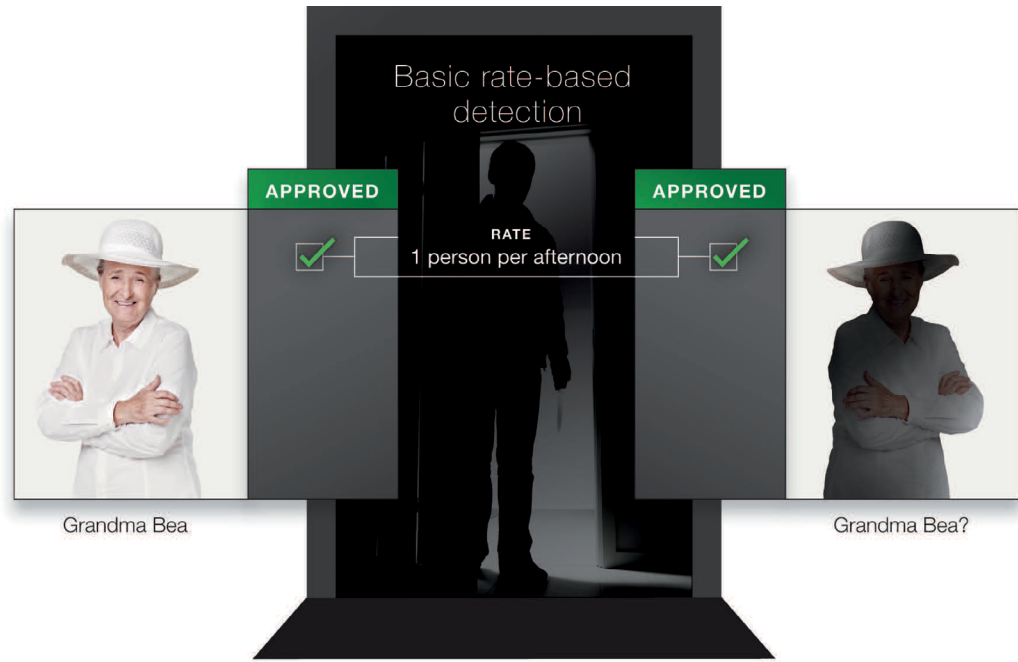 Basic rate-based
detection
APPROVED
APPROVED
RATE
1 person per afternoon
Grandma Bea
Grandma Bea?